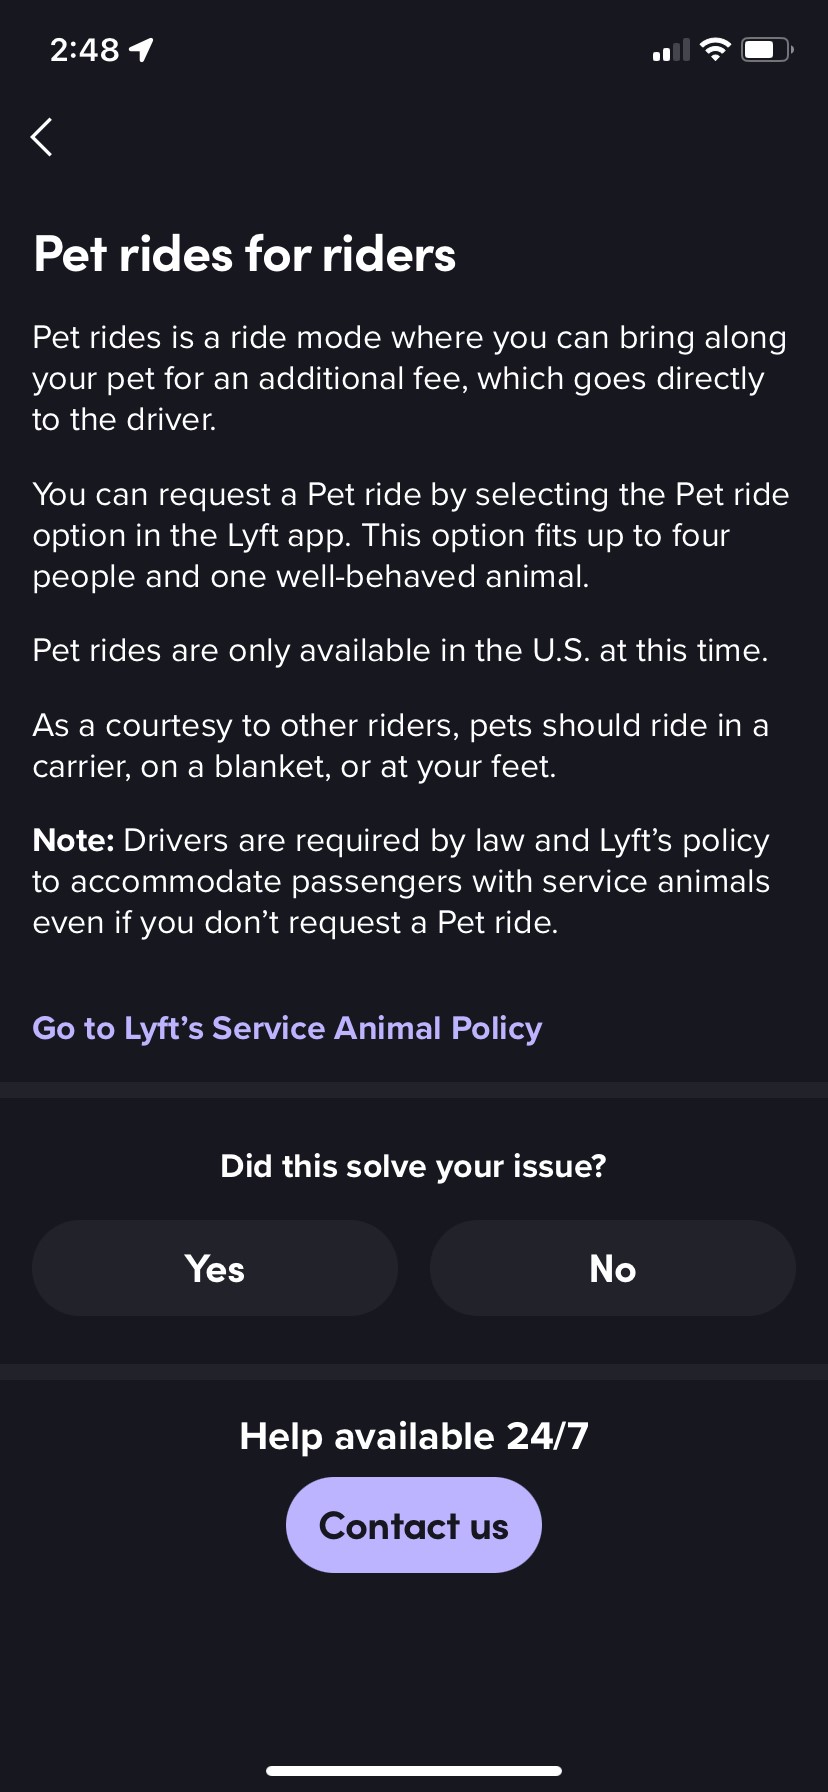 2:48
Pet rides for riders
Pet rides is a ride mode where you can bring along
your pet for an additional fee, which goes directly
to the driver.
You can request a Pet ride by selecting the Pet ride
option in the Lyft app. This option fits up to four
people and one well-behaved animal.
Pet rides are only available in the U.S. at this time.
As a courtesy to other riders, pets should ride in a
carrier, on a blanket, or at your feet.
Note: Drivers are required by law and Lyft’s policy
to accommodate passengers with service animals
even if you don’t request a Pet ride.
Go to Lyft’s Service Animal Policy
Did this solve your issue?
Yes No
Help available 24/7
Contact us